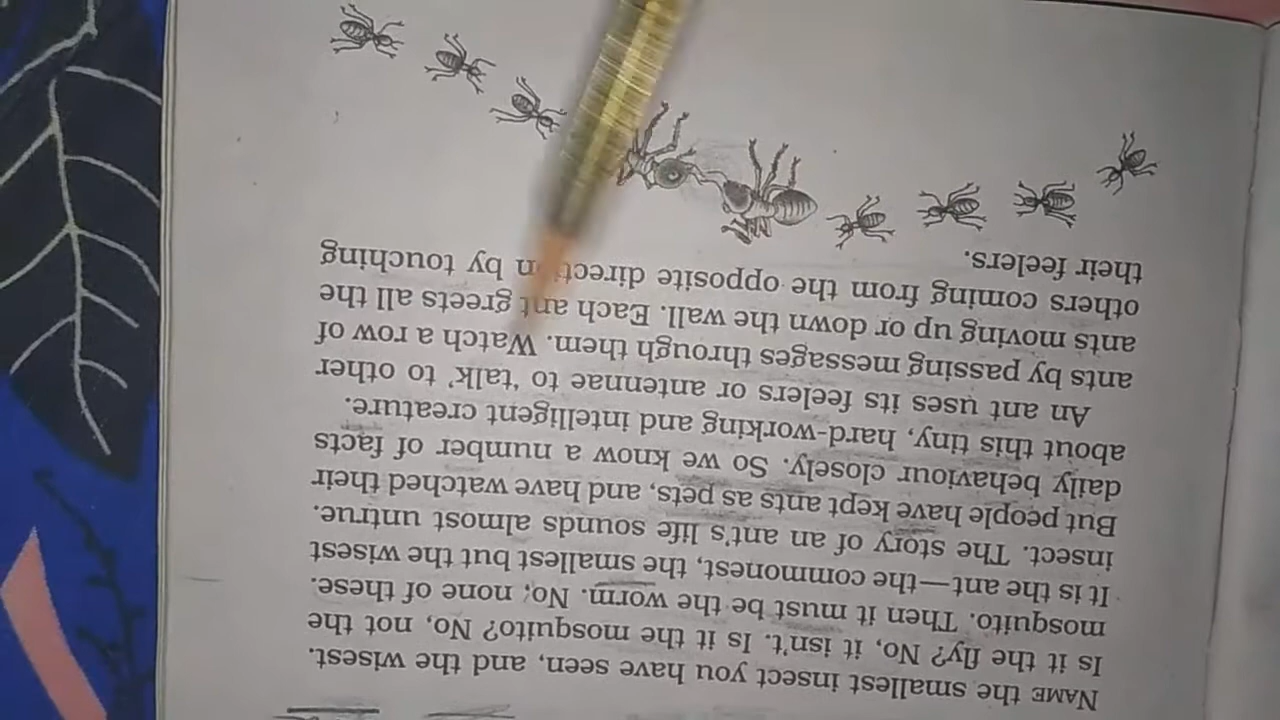 NAME the smallest insect you have seen, and the wisest.
Is it the fly? No, it isn't. Is it the mosquito? No, not the
mosquito. Then it must be the worm. No, none of these.
It is the ant—the commonest, the smallest but the wisest
insect. The story of an ant's life sounds almost untrue.
But people have kept ants as pets, and have watched their
daily behaviour closely. So we know a number of facts
about this tiny, hard-working and intelligent creature.
An ant uses its feelers or antennae to ‘talk’ to other
ants by passing messages through them. Watch a row of
ants moving up or down the wall. Each ant greets all the
others coming from the opposite direction by touching
their feelers.